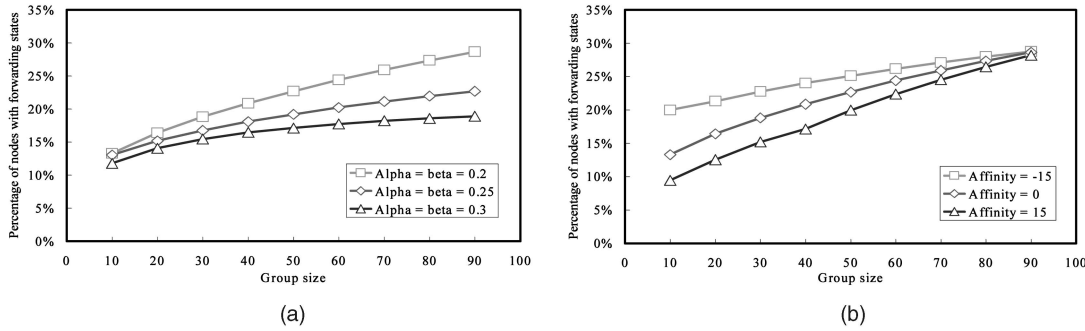 35%
30%
25%
20%
15%
10%
5%
0%
Percentage of nodes with forwarding states
Alpha = beta = 0.2
Alpha = beta = 0.25
Alpha = beta = 0.3
0 10 20 30 40 50 60 70 80 90 100
Group size
(a)
35%
30%
25%
20%
15%
10%
5%
0%
Percentage of nodes with forwarding states
Affinity = -15
Affinity = 0
Affinity = 15
0 10 20 30 40 50 60 70 80 90 100
Group size
(b)